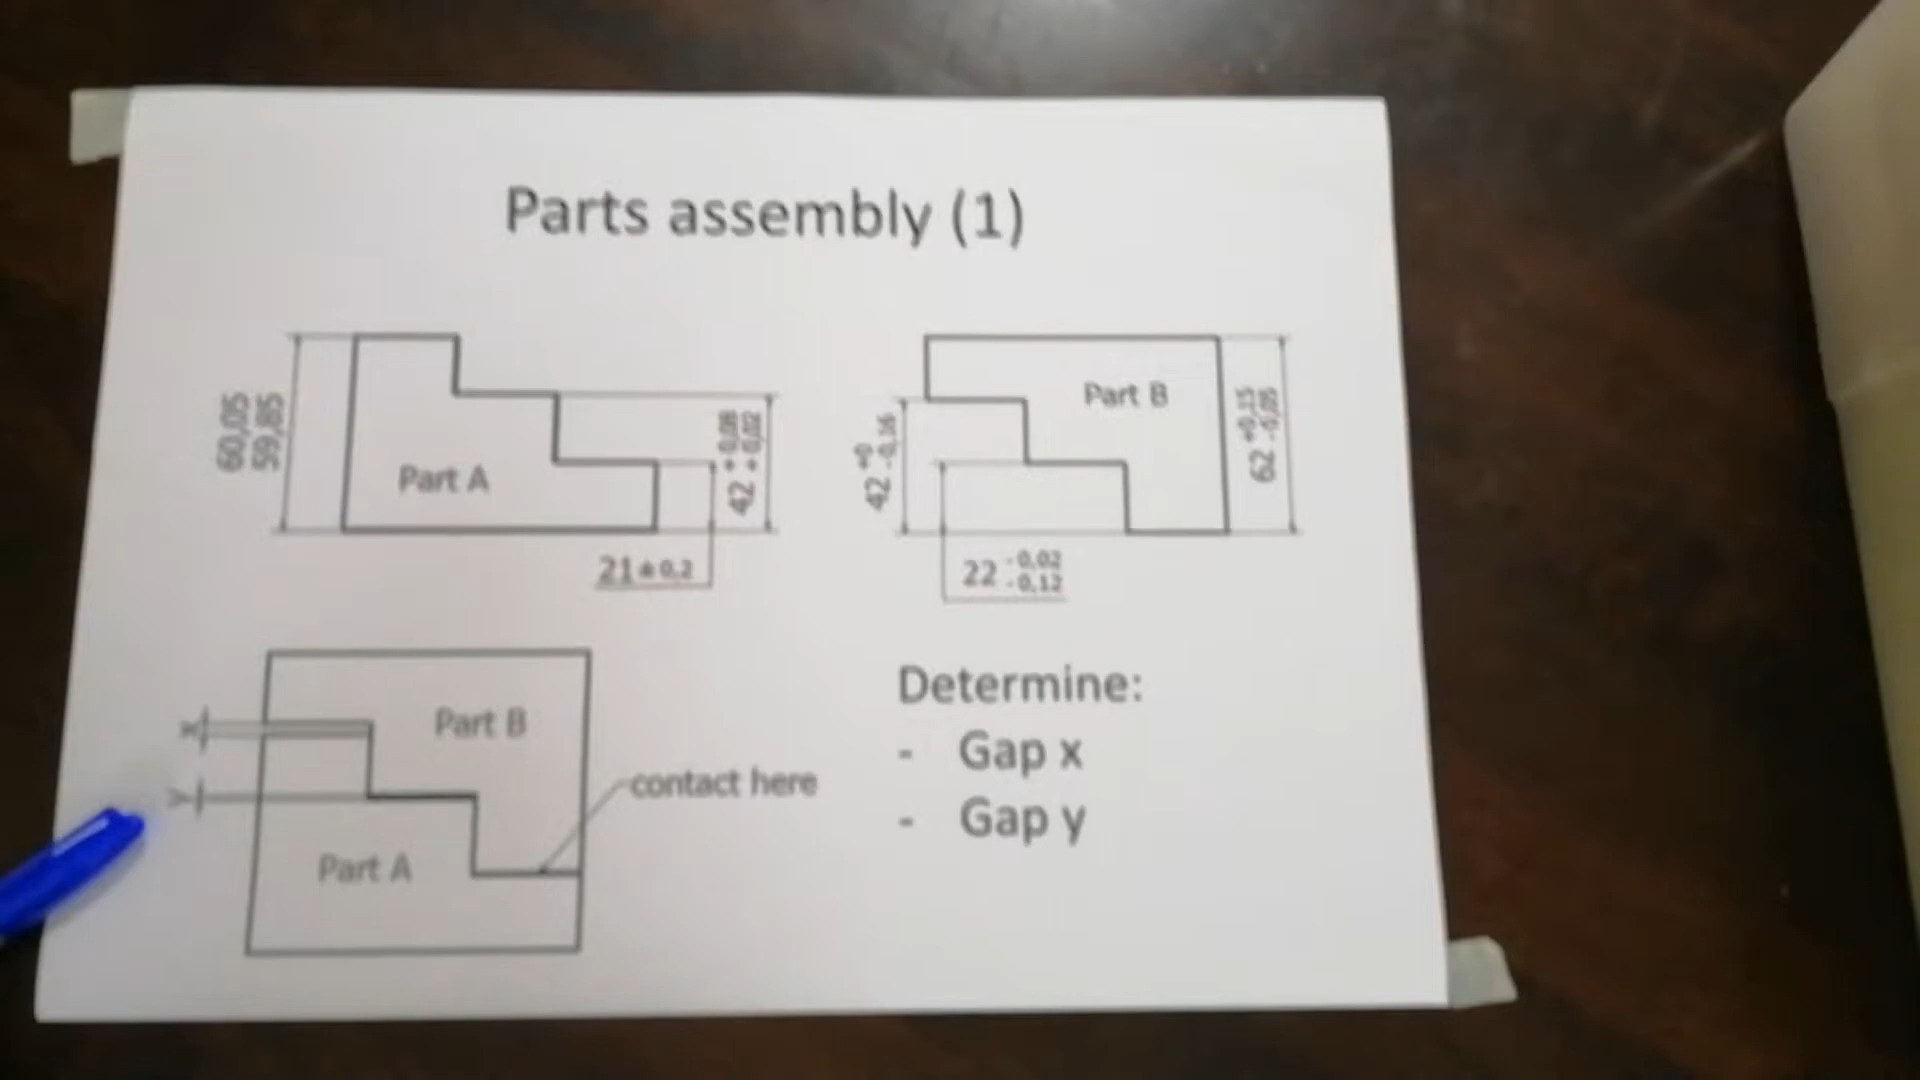 Parts assembly (1)
60,05
59,85
Part A
42 +0,08
+0,02
21±0,2
42 +0
-0,16
Part B
62 +0,15
-0,05
22 -0,02
-0,12
x
Part B
y
contact here
Part A
Determine:
- Gap x
- Gap y